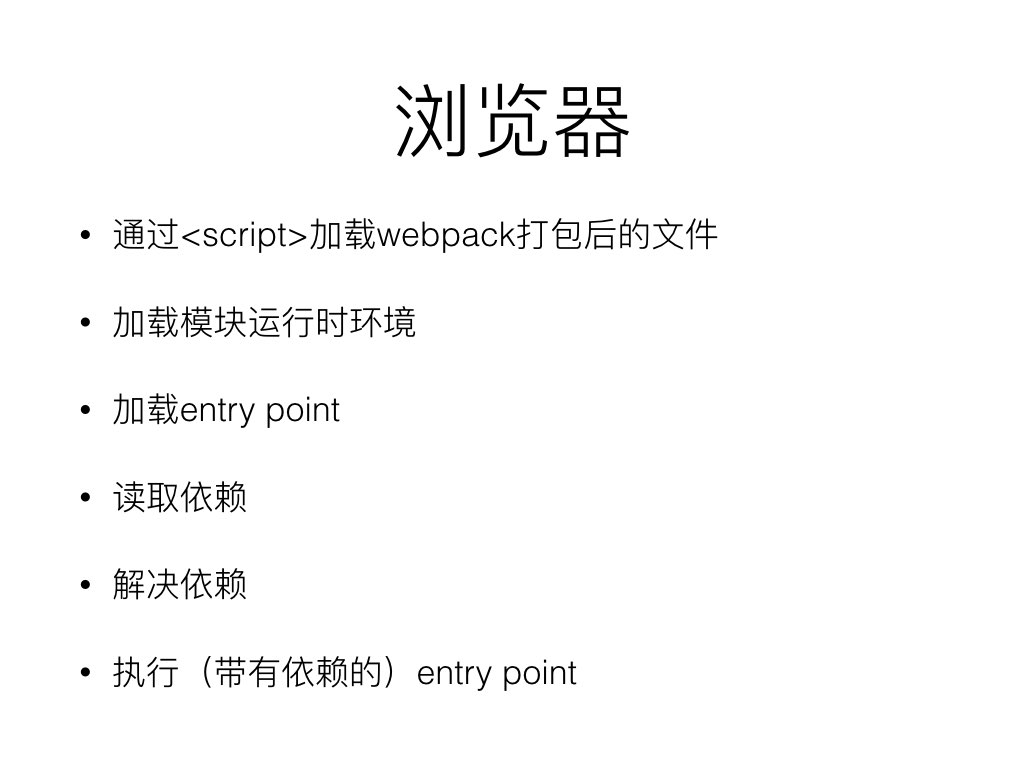 浏览器
• 通过<script>加载webpack打包后的文件
• 加载模块运行时环境
• 加载entry point
• 读取依赖
• 解决依赖
• 执行（带有依赖的）entry point